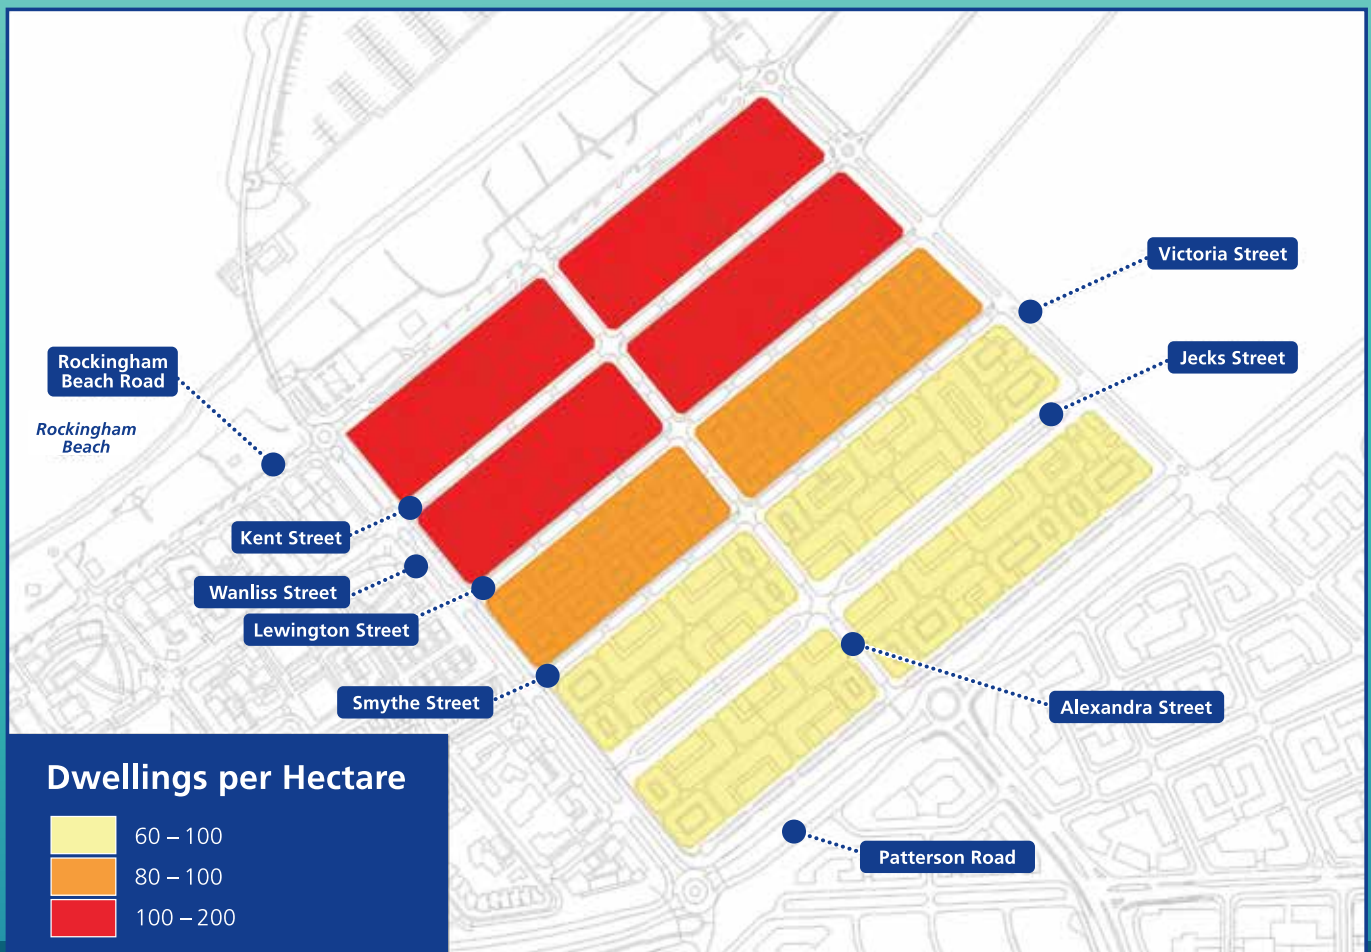 Victoria Street
Jecks Street
Rockingham
Beach Road
Rockingham
Beach
Kent Street
Wanliss Street
Lewington Street
Smythe Street
Alexandra Street
Patterson Road
Dwellings per Hectare
60 – 100
80 – 100
100 – 200